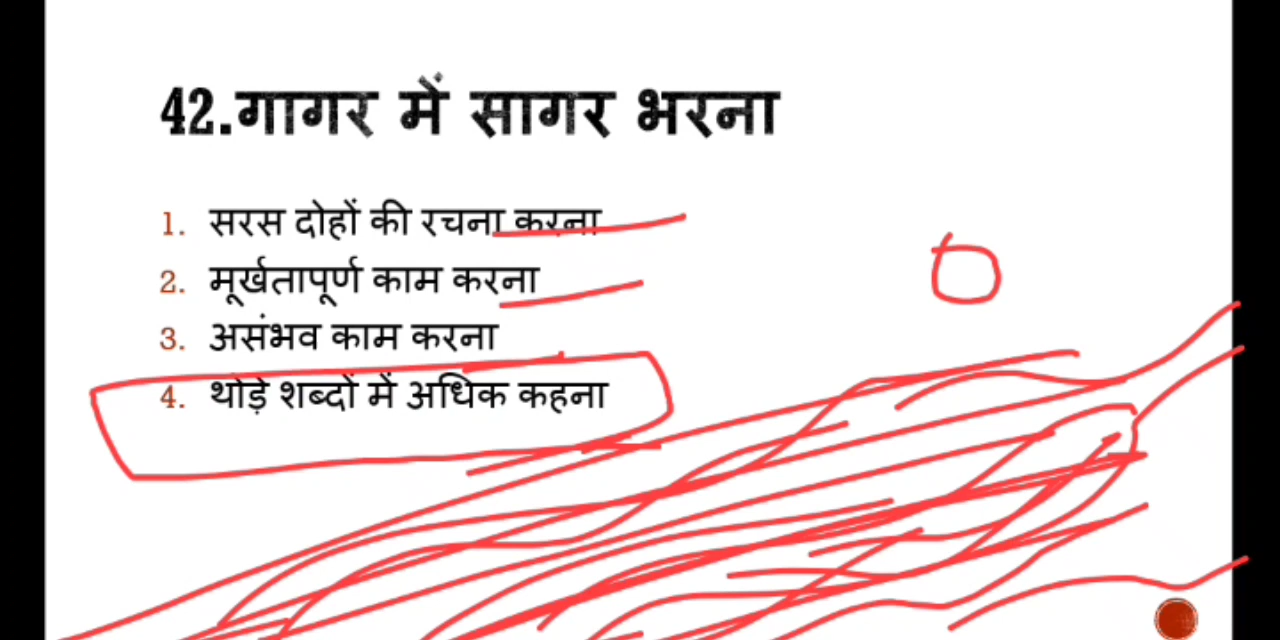 42.गागर में सागर भरना
1. सरस दोहों की रचना करना
2. मूर्खतापूर्ण काम करना
3. असंभव काम करना
4. थोड़े शब्दों में अधिक कहना